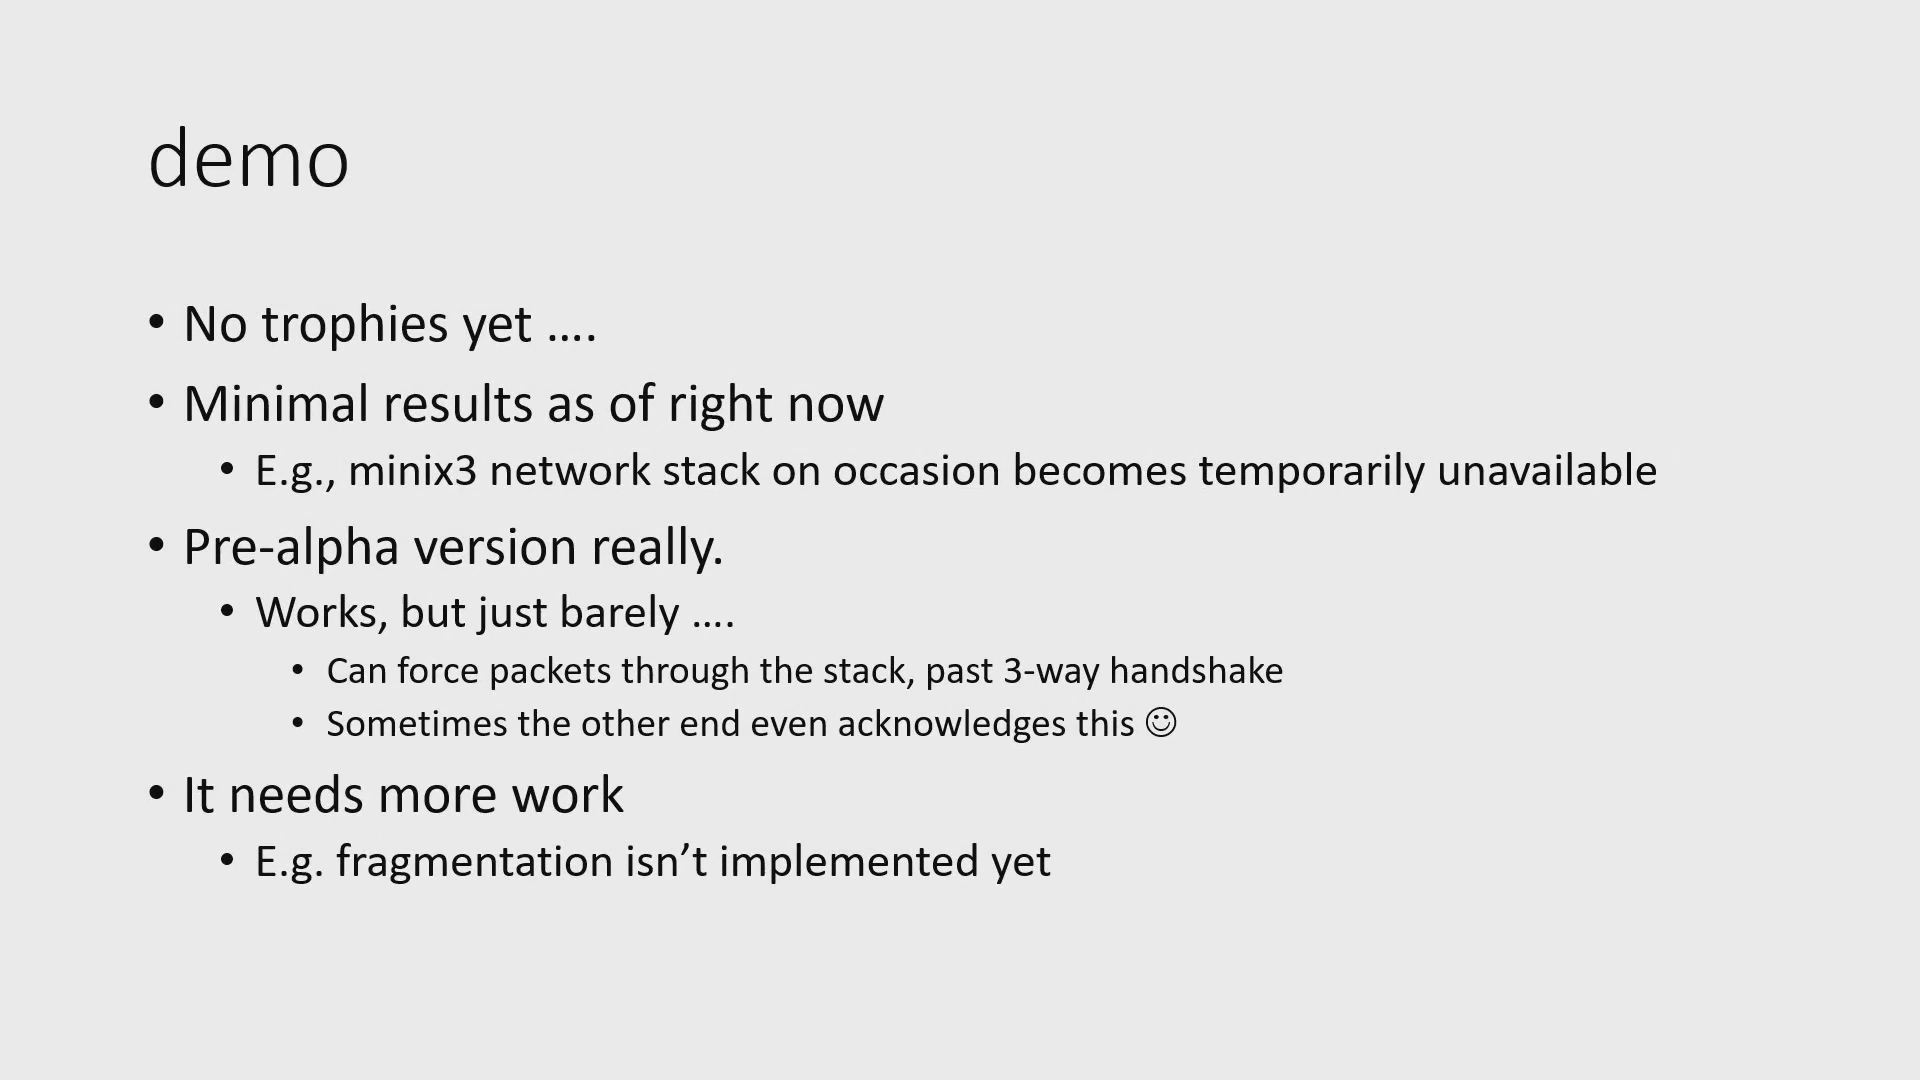 demo
• No trophies yet ....
• Minimal results as of right now
• E.g., minix3 network stack on occasion becomes temporarily unavailable
• Pre-alpha version really.
• Works, but just barely ....
• Can force packets through the stack, past 3-way handshake
• Sometimes the other end even acknowledges this ☺
• It needs more work
• E.g. fragmentation isn’t implemented yet